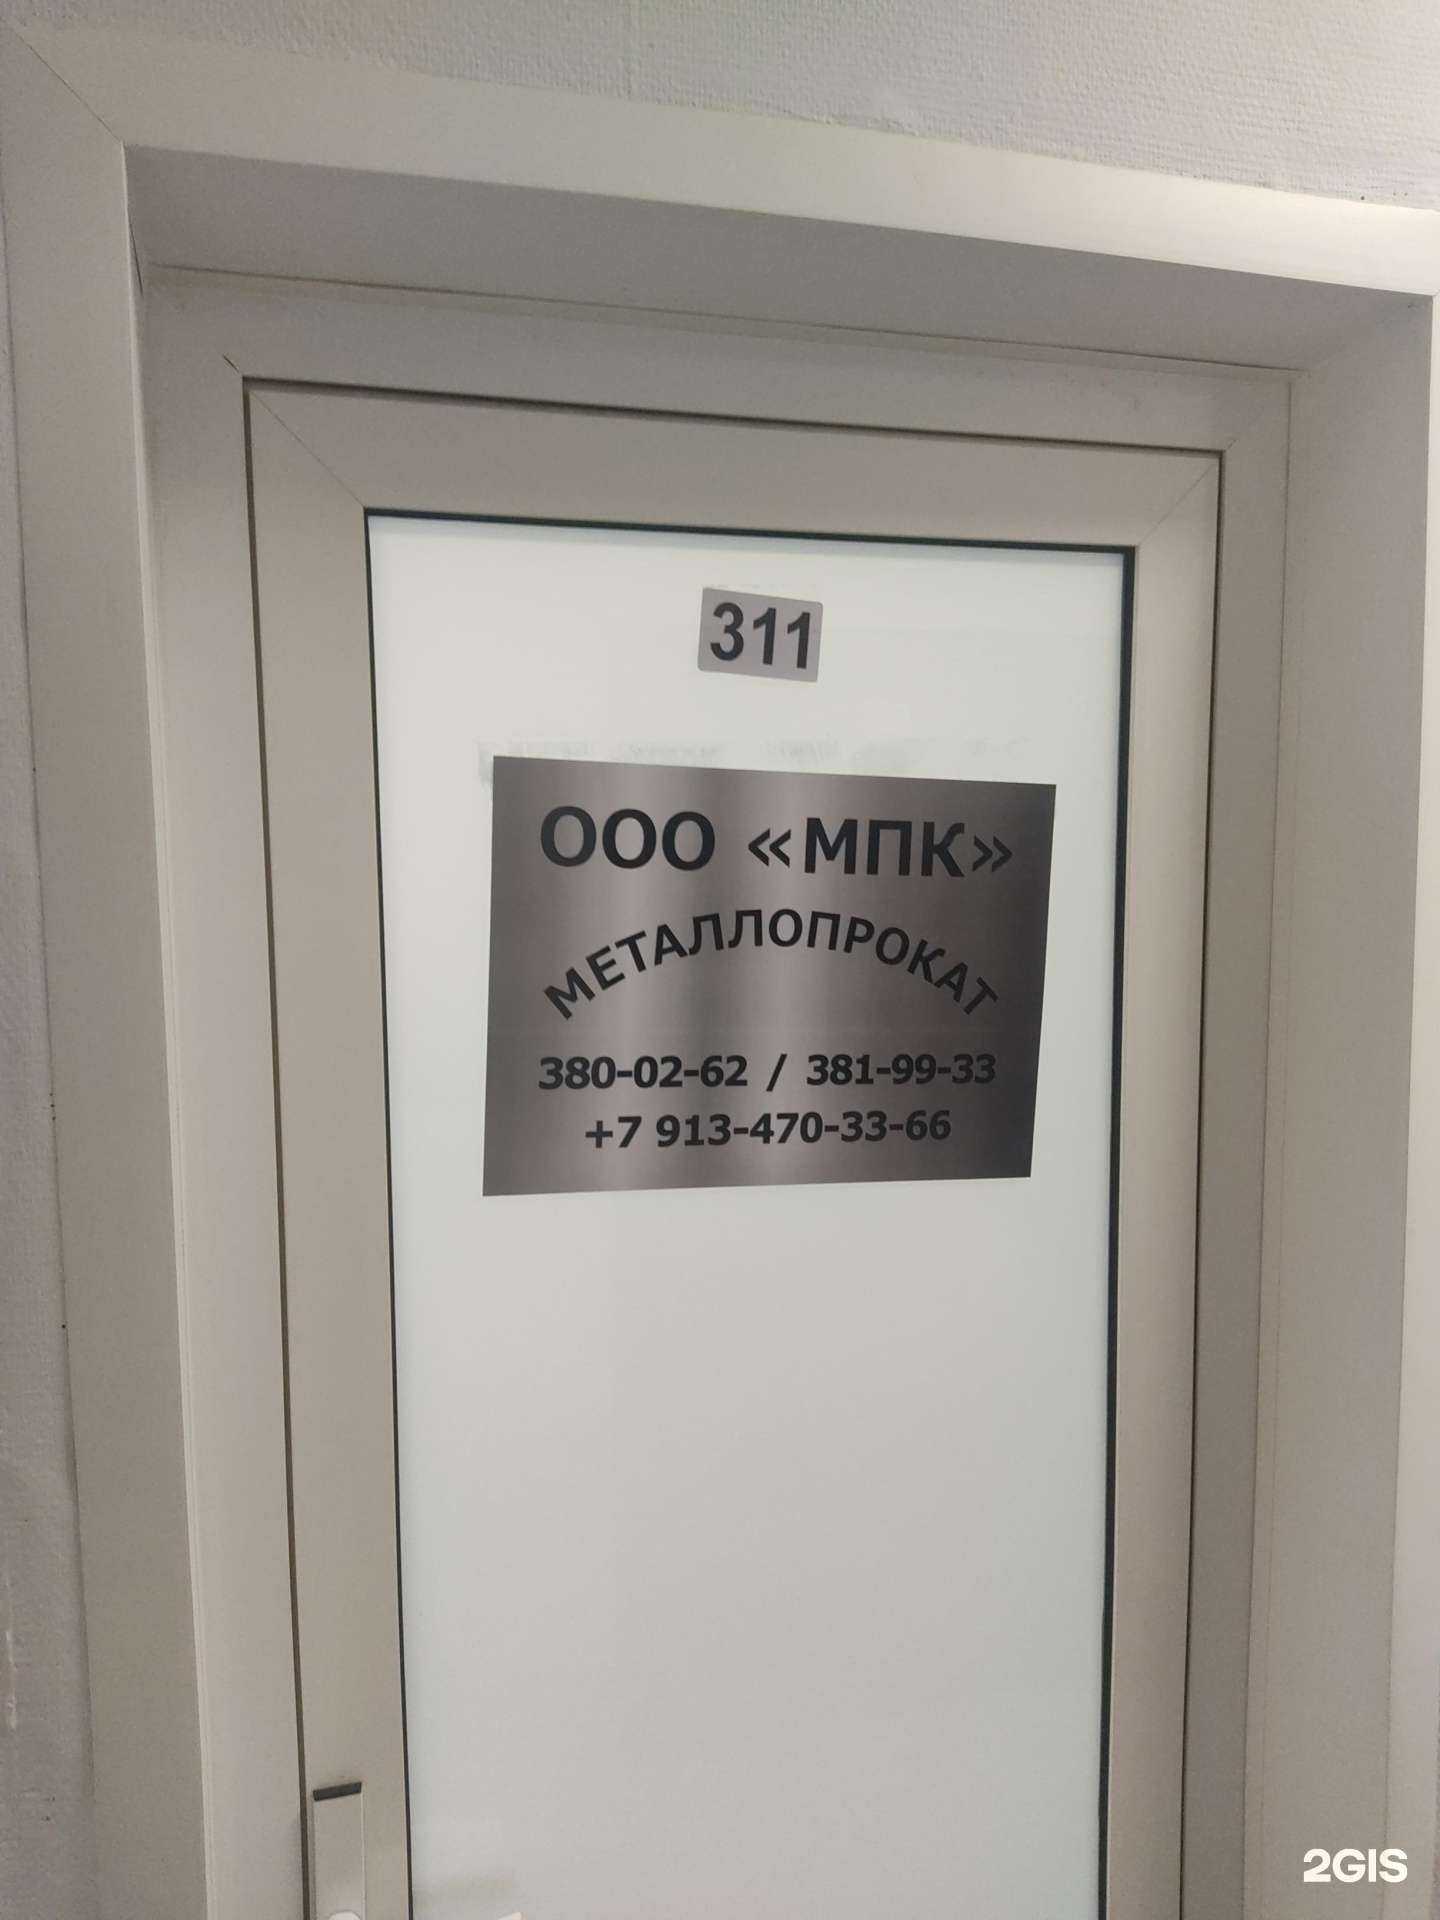 311
ООО «МПК»
МЕТАЛЛОПРОКАТ
380-02-62 / 381-99-33
+7 913-470-33-66
2GIS